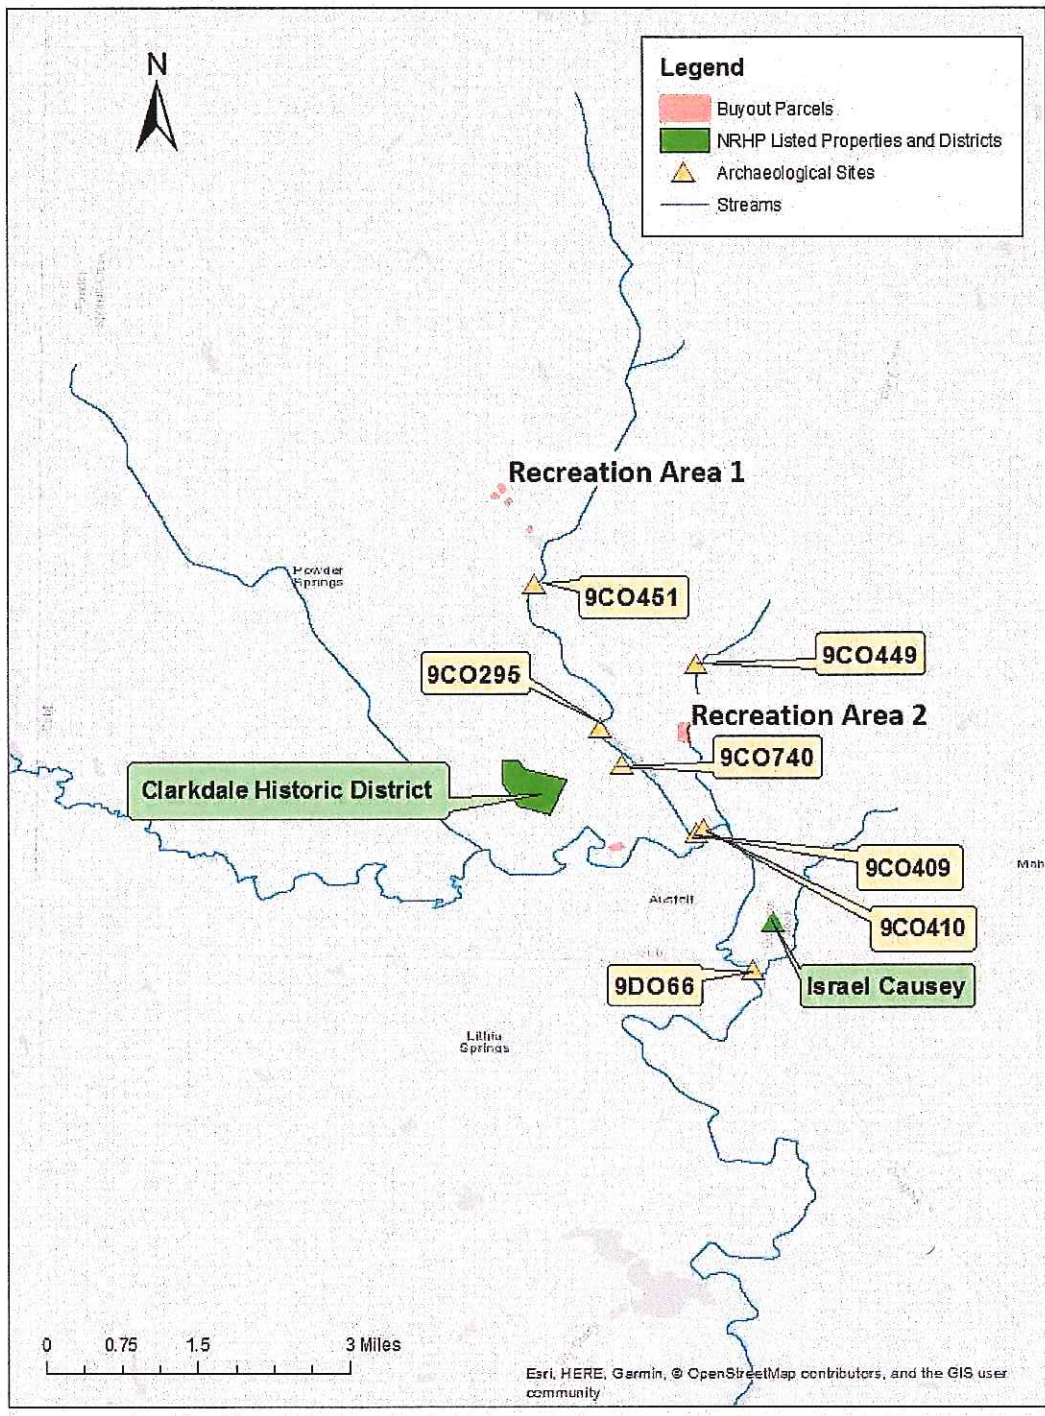 N
Legend
Buyout Parcels
NRHP Listed Properties and Districts
Archaeological Sites
Streams
Recreation Area 1
Powder
Springs
9CO451
9CO449
9CO295
Recreation Area 2
9CO740
Clarkdale Historic District
9CO409
Mab
Austell
9CO410
9DO66
Israel Causey
Lithia
Springs
0 0.75 1.5 3 Miles
Esri, HERE, Garmin, © OpenStreetMap contributors, and the GIS user
community